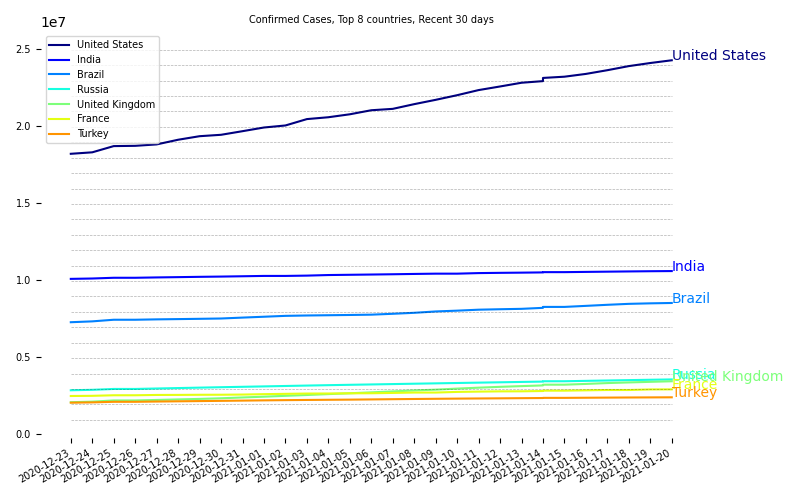 Confirmed Cases, Top 8 countries, Recent 30 days
1e7
2.5
2.0
1.5
1.0
0.5
0.0
United States
India
Brazil
Russia
United Kingdom
France
Turkey
United States
India
Brazil
Russia
United Kingdom
France
Turkey
2020-12-23
2020-12-24
2020-12-25
2020-12-26
2020-12-27
2020-12-28
2020-12-29
2020-12-30
2020-12-31
2021-01-01
2021-01-02
2021-01-03
2021-01-04
2021-01-05
2021-01-06
2021-01-07
2021-01-08
2021-01-09
2021-01-10
2021-01-11
2021-01-12
2021-01-13
2021-01-14
2021-01-15
2021-01-16
2021-01-17
2021-01-18
2021-01-19
2021-01-20